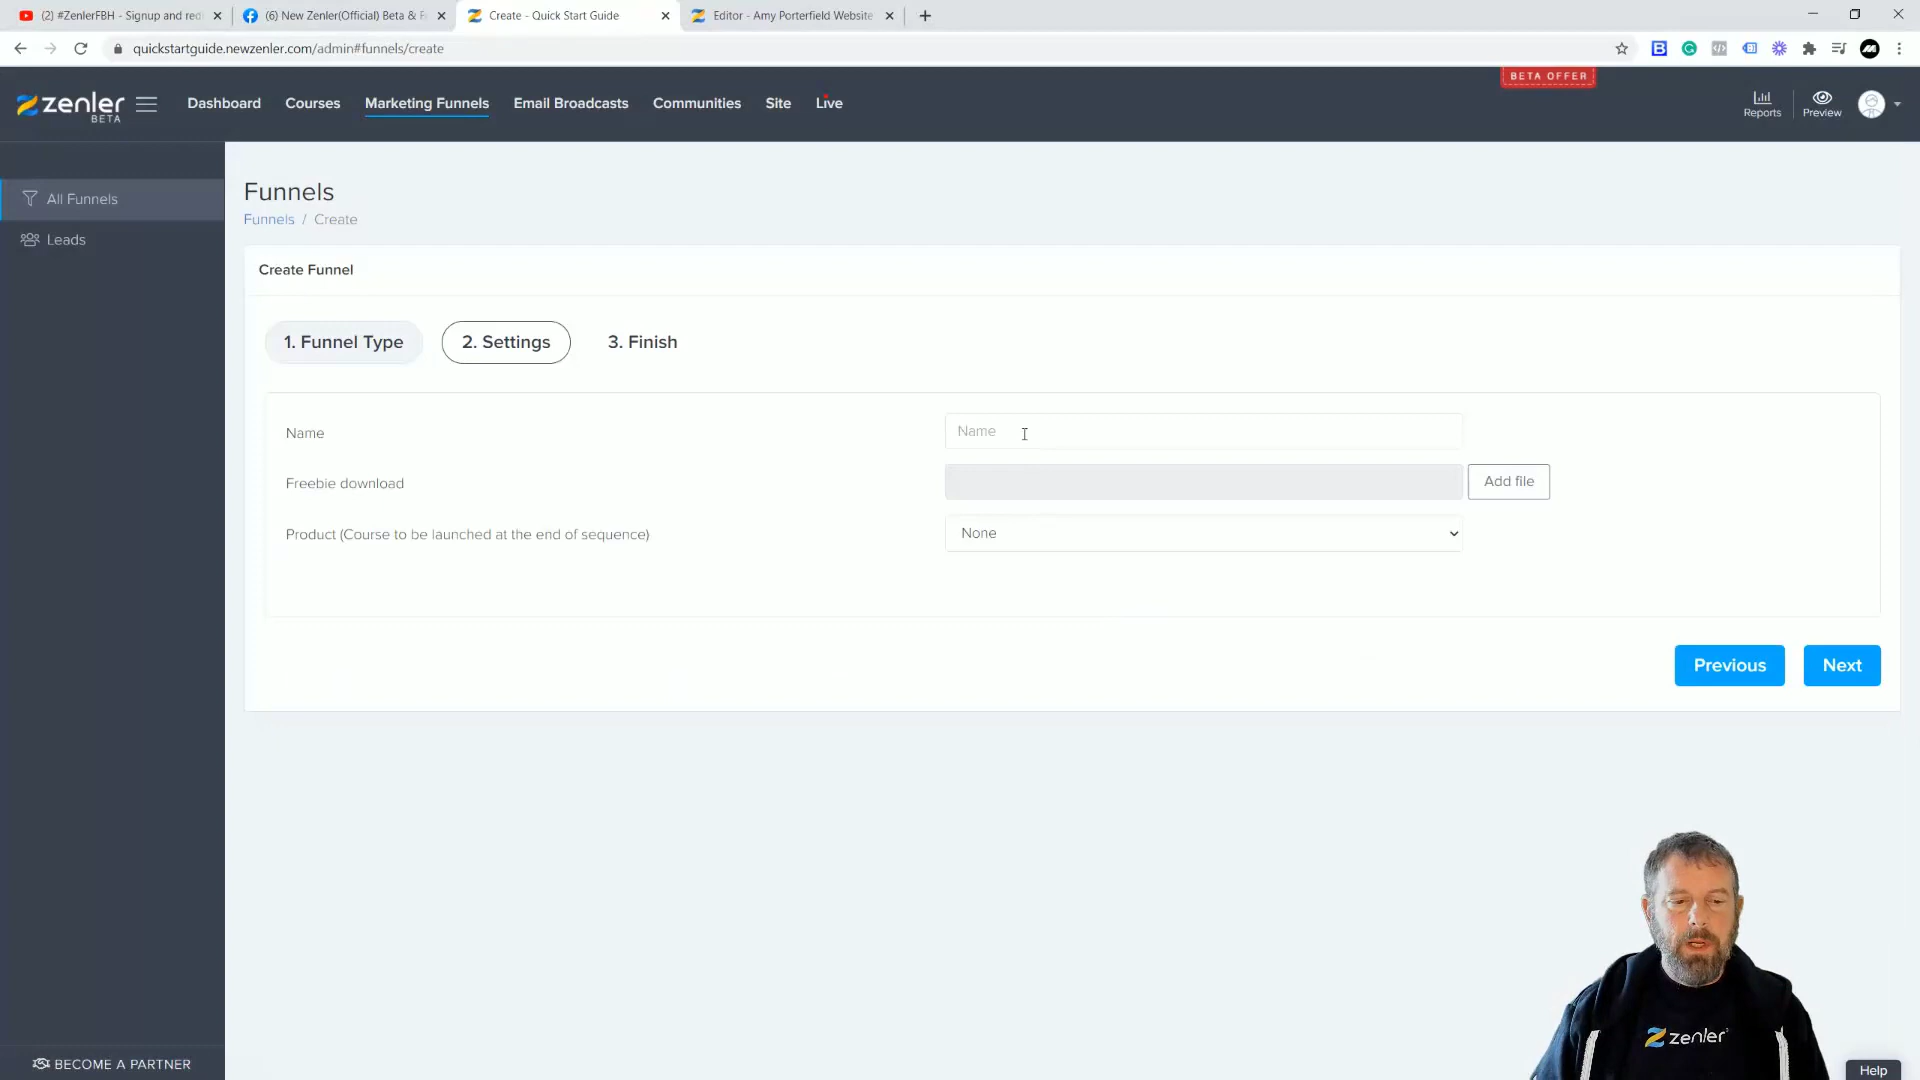 (2) #ZenlerFBH - Signup and red
(6) New Zenler(Official) Beta & F
Create - Quick Start Guide
Editor - Amy Porterfield Website
quickstartguide.newzenler.com/admin#funnels/create
BETA OFFER
zenler
BETA
Dashboard
Courses
Marketing Funnels
Email Broadcasts
Communities
Site
Live
Reports
Preview
All Funnels
Leads
Funnels
Funnels / Create
Create Funnel
1. Funnel Type
2. Settings
3. Finish
Name
Name
Freebie download
Add file
Product (Course to be launched at the end of sequence)
None
Previous
Next
zenler
BECOME A PARTNER
Help